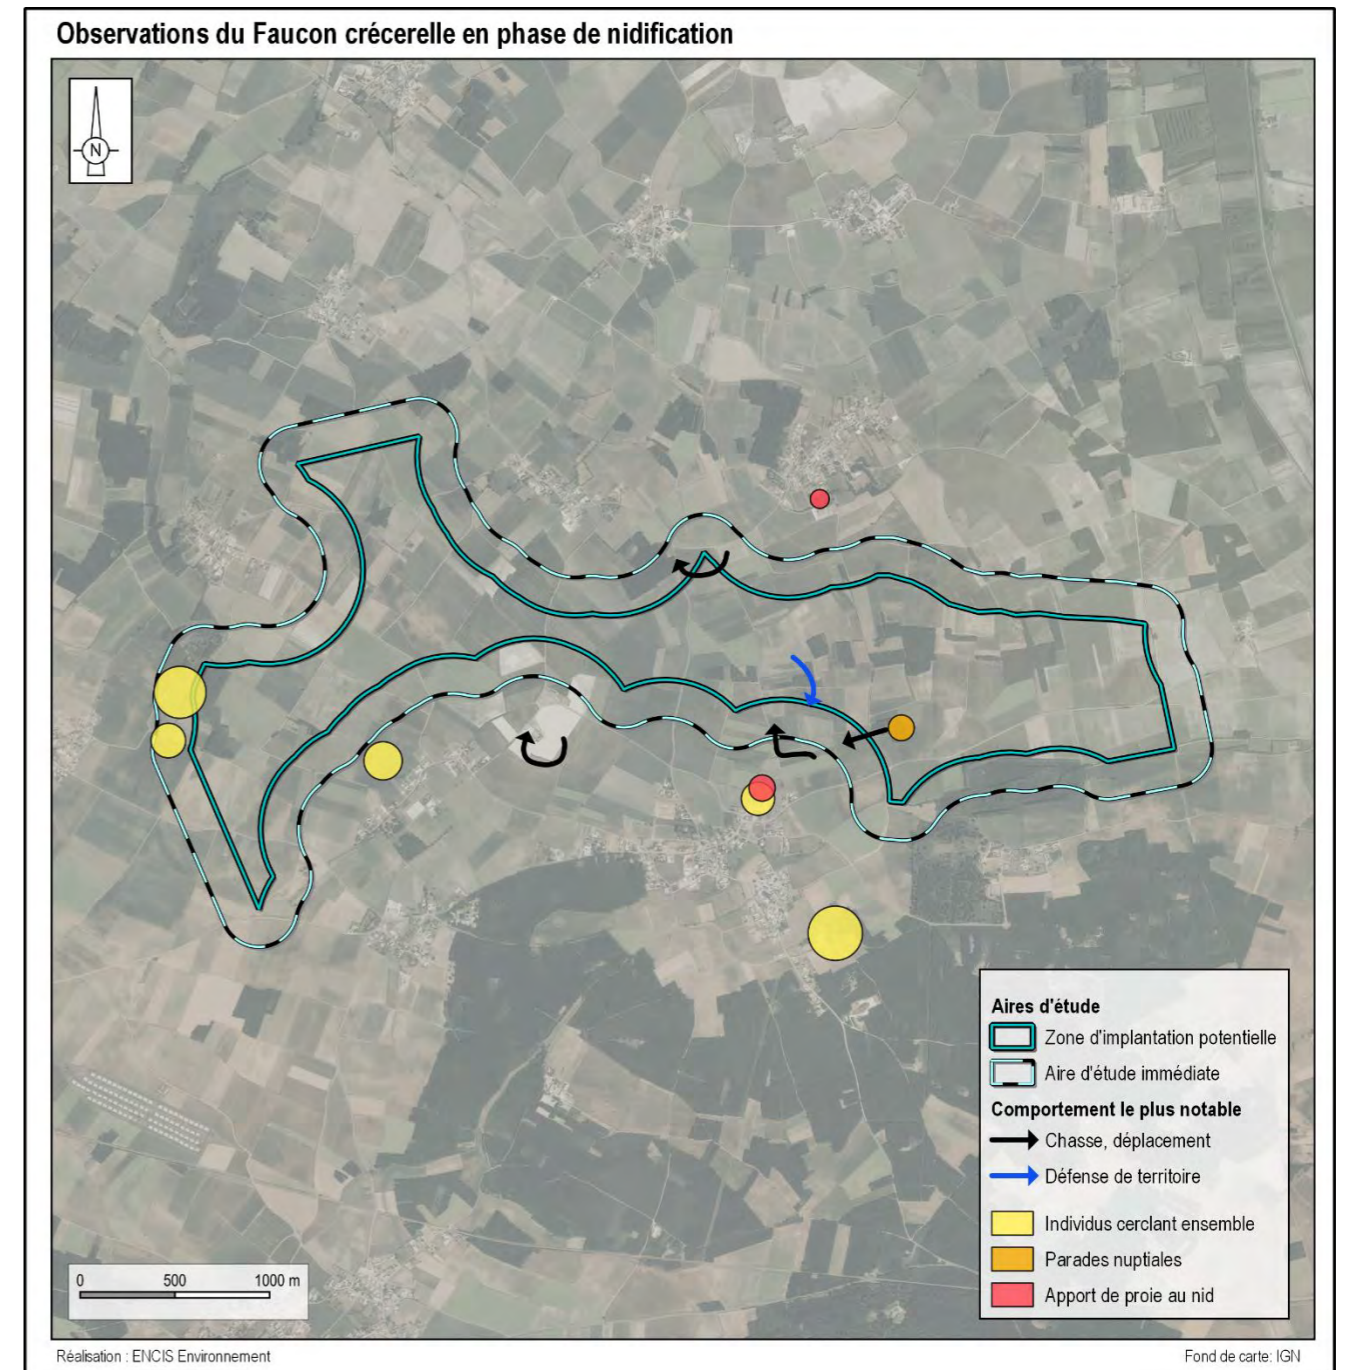 Observations du Faucon crécerelle en phase de nidification
N
Aires d'étude
Zone d'implantation potentielle
Aire d'étude immédiate
Comportement le plus notable
Chasse, déplacement
Défense de territoire
Individus cerclant ensemble
Parades nuptiales
Apport de proie au nid
0 500 1000 m
Réalisation : ENCIS Environnement
Fond de carte: IGN